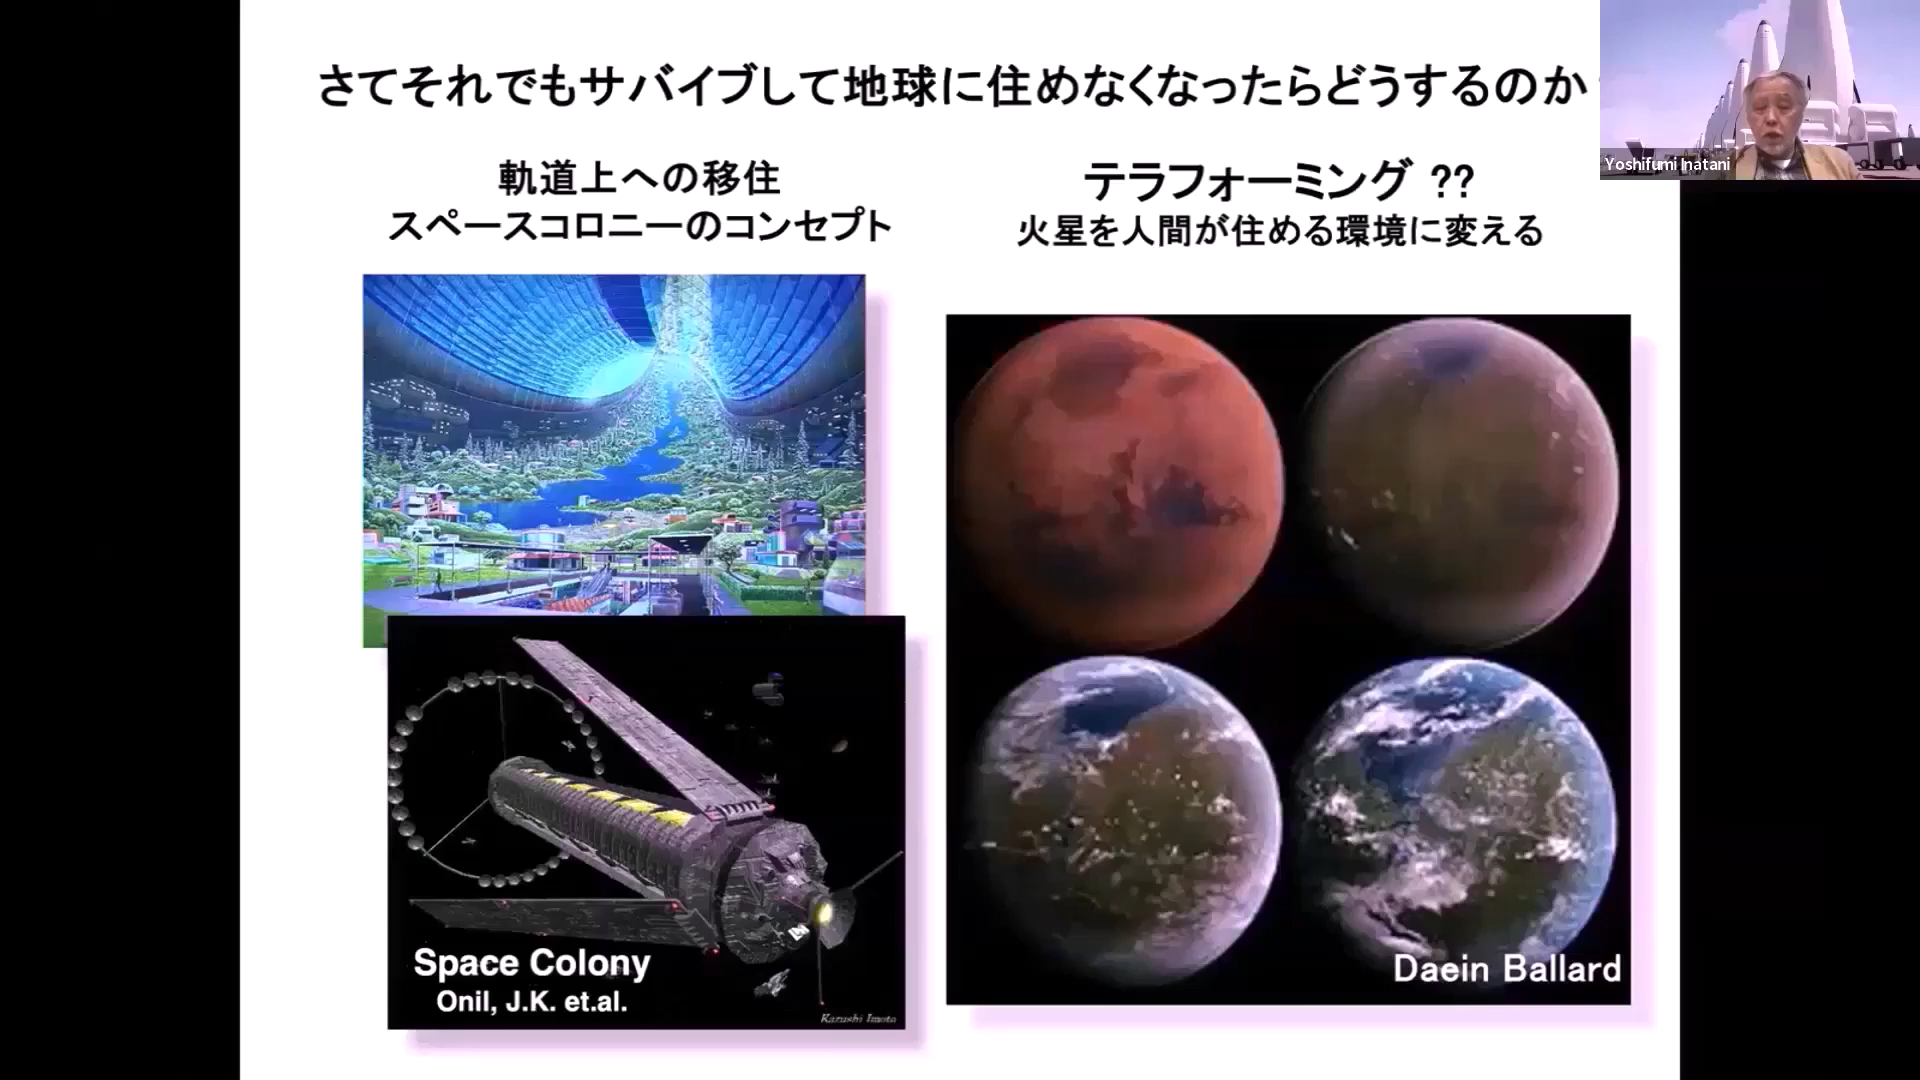 さてそれでもサバイブして地球に住めなくなったらどうするのか
軌道上への移住
スペースコロニーのコンセプト
テラフォーミング ??
火星を人間が住める環境に変える
Yoshifumi Inatani
Space Colony
Onil, J.K. et.al.
Kazushi Imoto
Daein Ballard